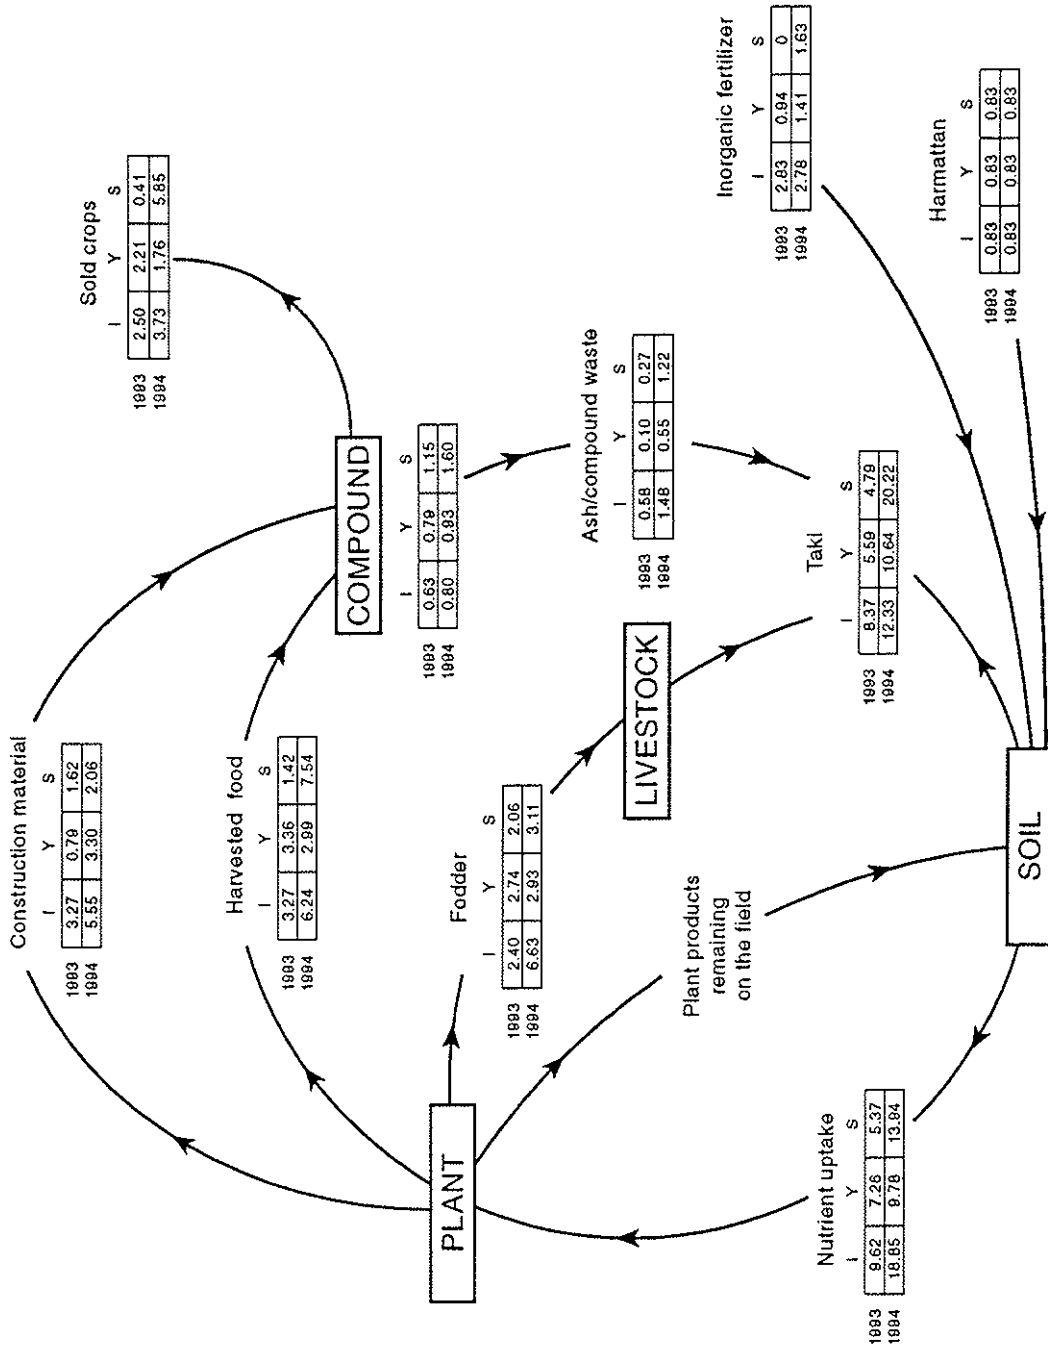 Construction material
I Y S
1993 3.27 0.79 1.62
1994 5.55 3.30 2.06
Sold crops
I Y S
1993 2.50 2.21 0.41
1994 3.73 1.76 5.85
Harvested food
I Y S
1993 3.27 3.36 1.42
1994 6.24 2.99 7.54
COMPOUND
I Y S
1993 0.63 0.79 1.15
1994 0.80 0.93 1.60
PLANT
Fodder
I Y S
1993 2.40 2.74 2.06
1994 6.63 2.93 3.11
Ash/compound waste
I Y S
1993 0.58 0.10 0.27
1994 1.48 0.55 1.22
LIVESTOCK
Plant products
remaining
on the field
Inorganic fertilizer
I Y S
1993 2.83 0.94 0
1994 2.78 1.41 1.63
Nutrient uptake
I Y S
1993 9.62 7.26 5.37
1994 18.85 9.78 13.94
Taki
I Y S
1993 8.37 5.59 4.79
1994 12.33 10.64 20.22
Harmattan
I Y S
1993 0.83 0.83 0.83
1994 0.83 0.83 0.83
SOIL